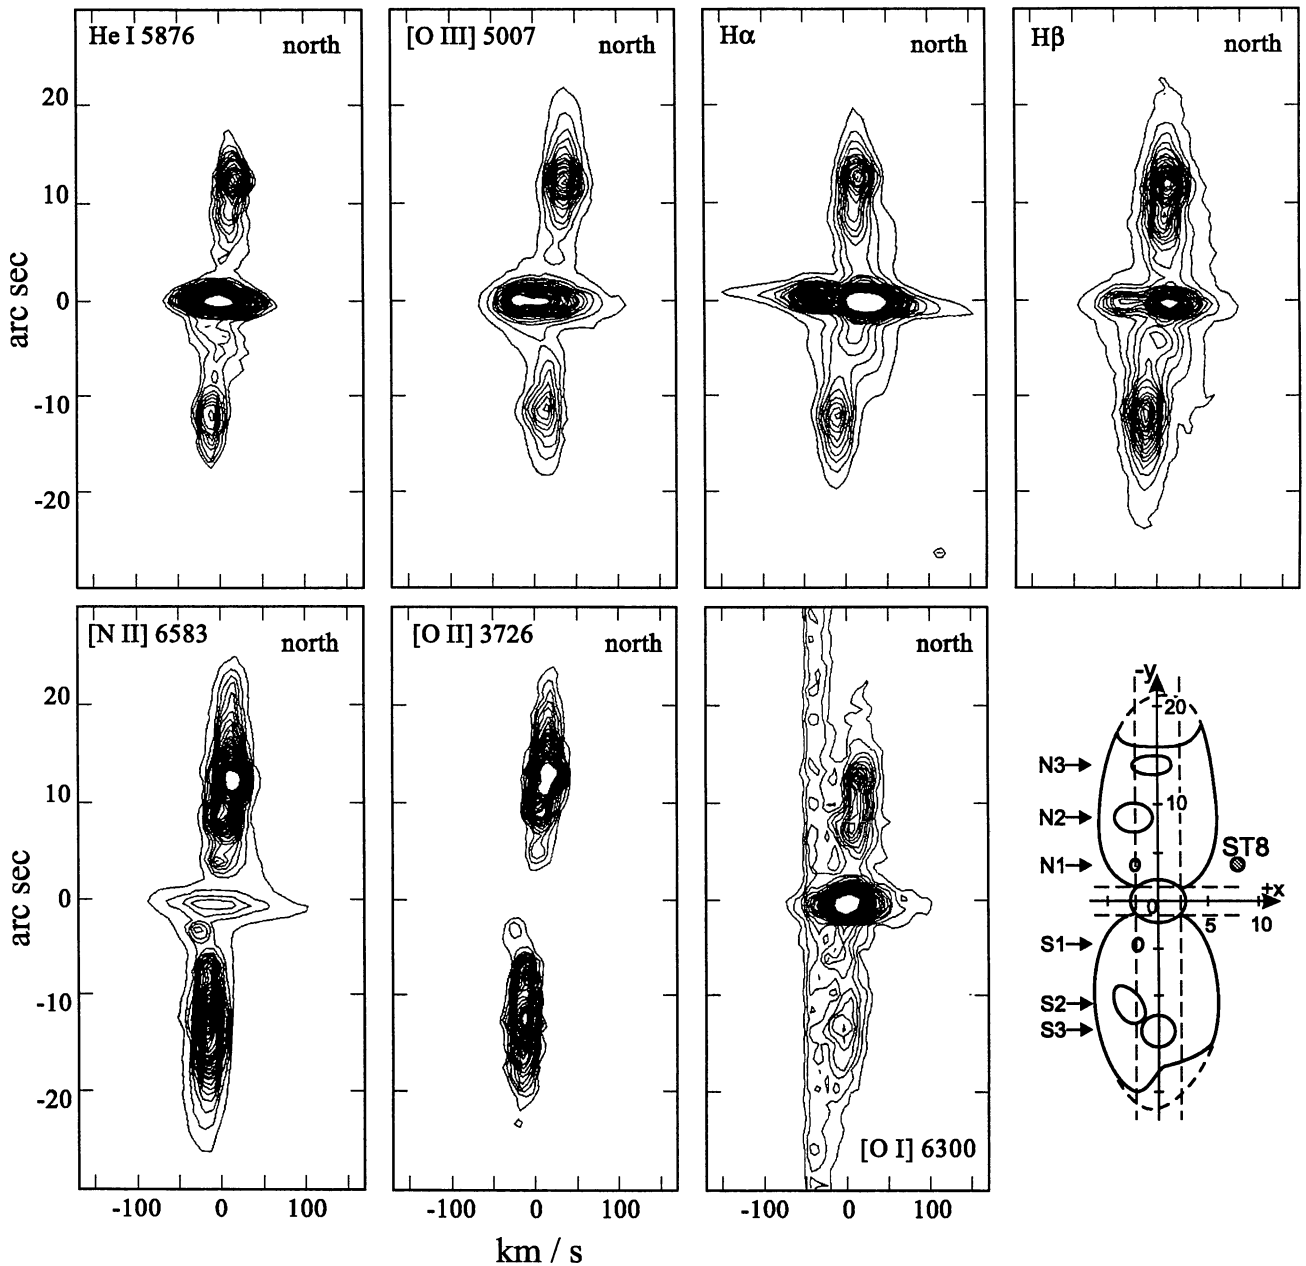 He I 5876
north
[O III] 5007
north
Hα
north
Hβ
north
20
10
0
-10
-20
arc sec
[N II] 6583
north
[O II] 3726
north
north
[O I] 6300
20
10
0
-10
-20
arc sec
-100 0 100
-100 0 100
-100 0 100
km / s
-y
20
N3
10
N2
N1
ST8
+x
0
5 10
S1
S2
S3